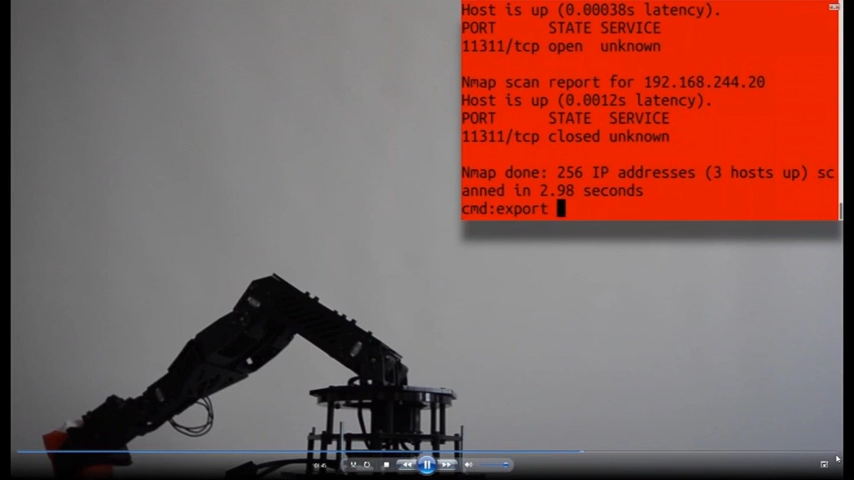 Host is up (0.00038s latency).
PORT      STATE SERVICE
11311/tcp open  unknown
Nmap scan report for 192.168.244.20
Host is up (0.0012s latency).
PORT      STATE  SERVICE
11311/tcp closed unknown
Nmap done: 256 IP addresses (3 hosts up) sc
anned in 2.98 seconds
cmd:export